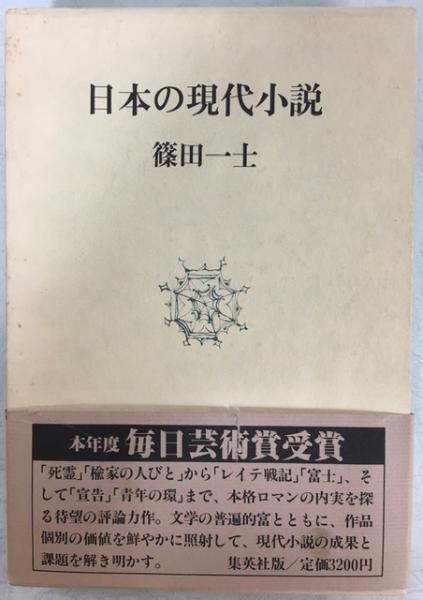 日本の現代小説
篠田一士
本年度 毎日芸術賞受賞
「死霊」「楡家の人びと」から「レイテ戦記」「富士」、そ
して「宣告」「青年の環」まで、本格ロマンの内実を探
る待望の評論力作。文学の普遍的富とともに、作品
個別の価値を鮮やかに照射して、現代小説の成果と
課題を解き明かす。 集英社版/定価3200円